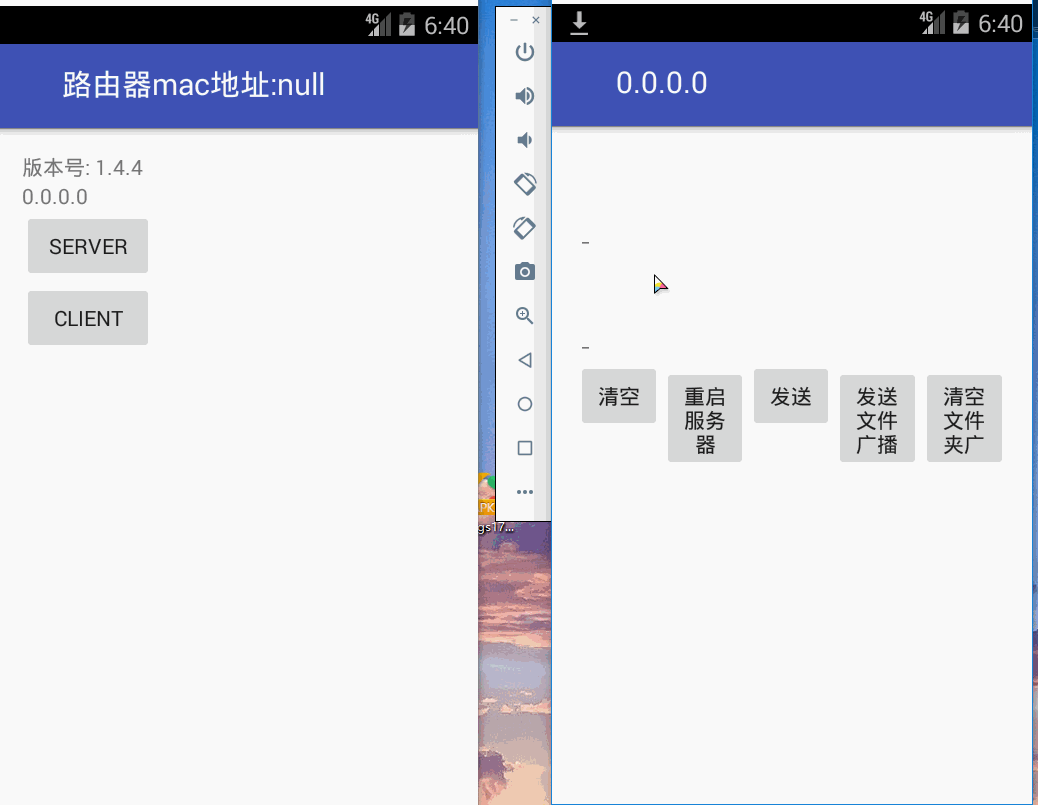 4G 6:40
路由器mac地址:null
版本号: 1.4.4
0.0.0.0
SERVER
CLIENT
PK
gs17...
4G 6:40
0.0.0.0
清空
重启
服务
器
发送
发送
文件
广播
清空
文件
夹广